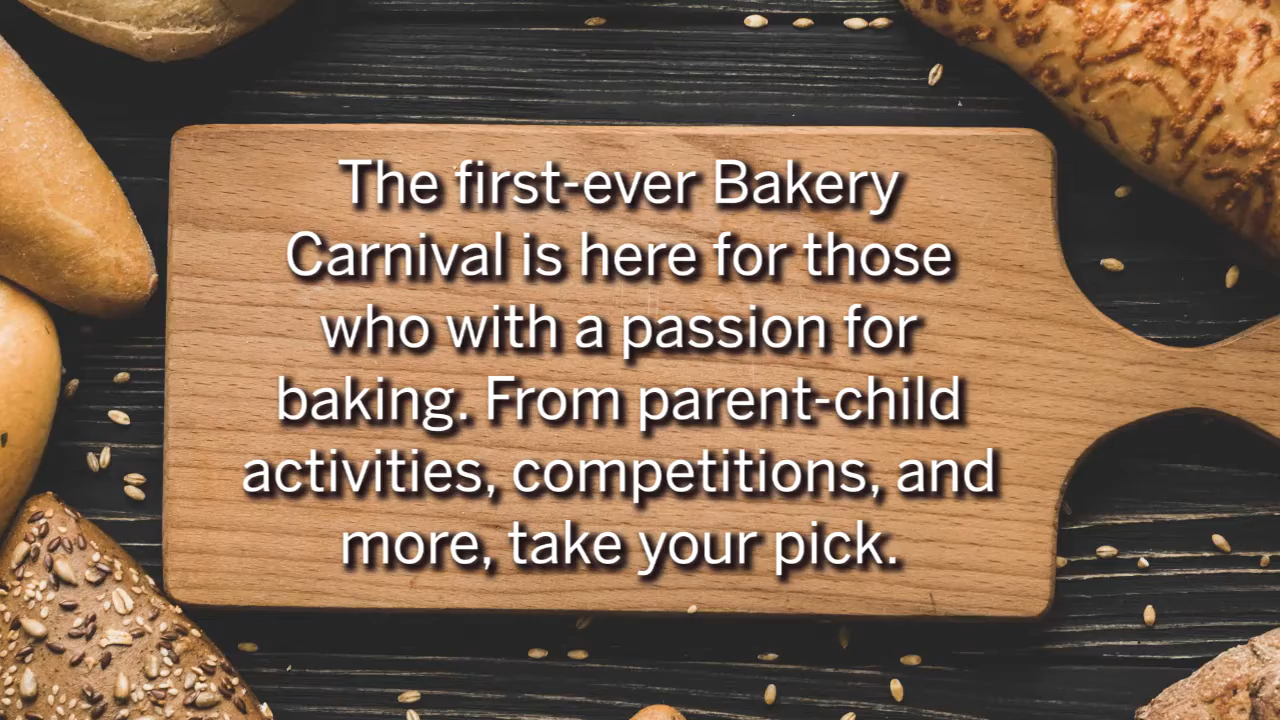 The first-ever Bakery
Carnival is here for those
who with a passion for
baking. From parent-child
activities, competitions, and
more, take your pick.